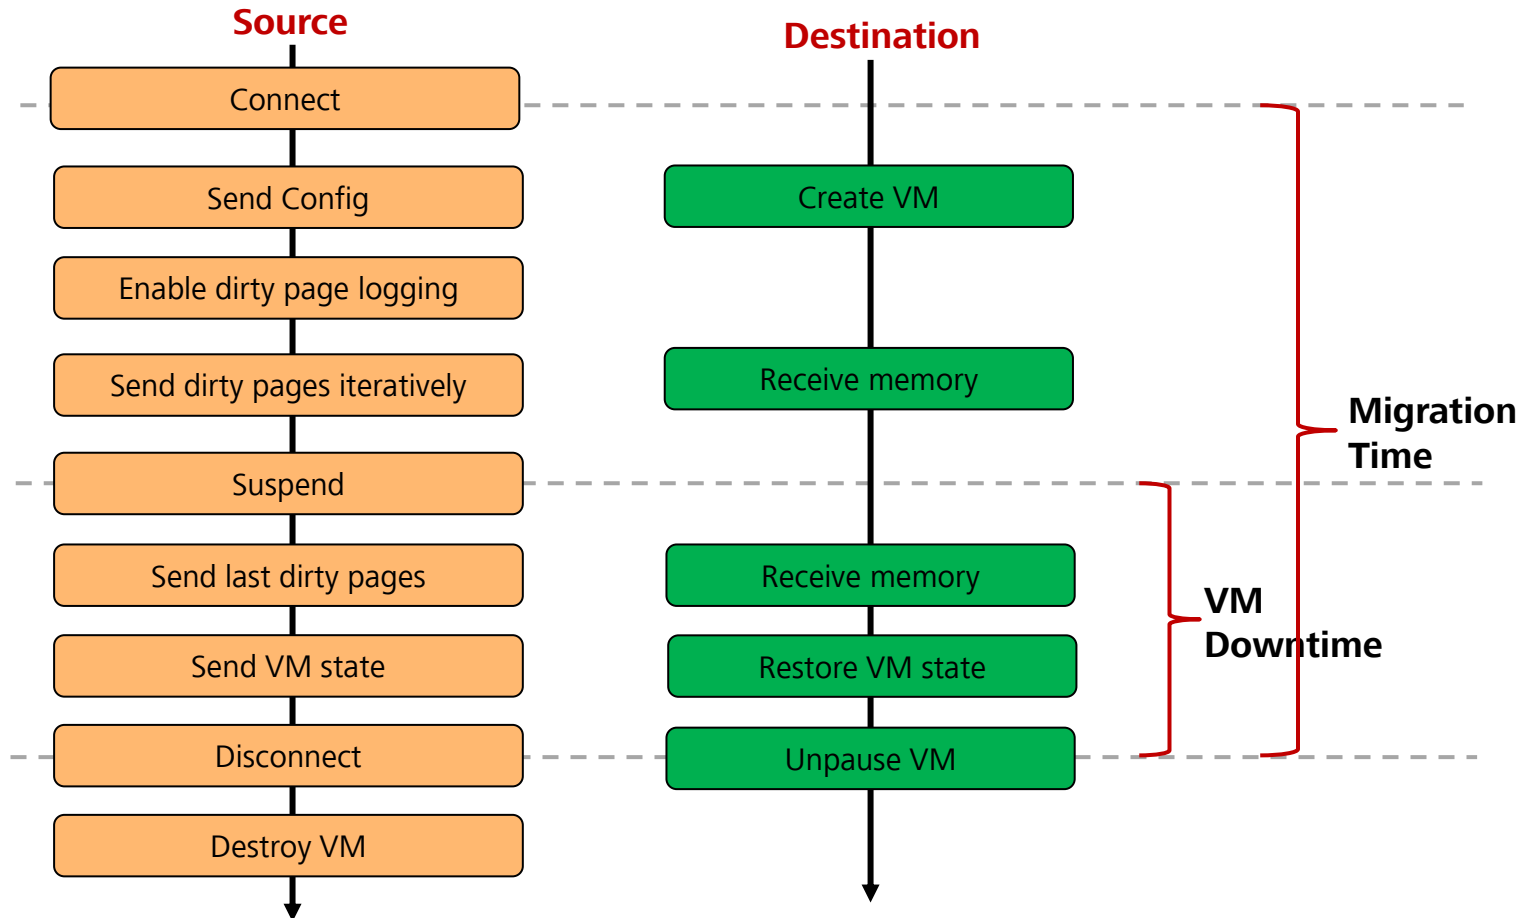 Source
Destination
Connect
Send Config
Create VM
Enable dirty page logging
Send dirty pages iteratively
Receive memory
Migration
Time
Suspend
Send last dirty pages
Receive memory
VM
Downtime
Send VM state
Restore VM state
Disconnect
Unpause VM
Destroy VM